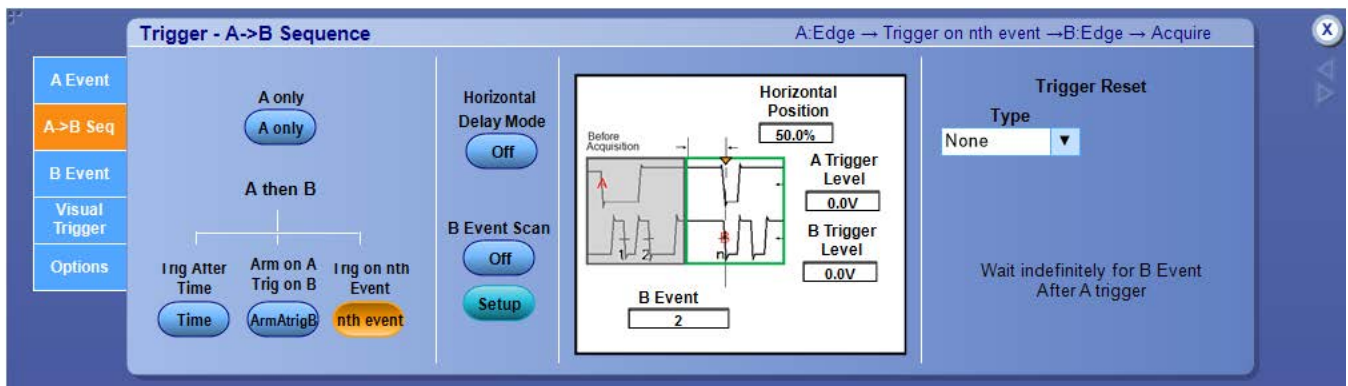 Trigger - A->B Sequence
A:Edge → Trigger on nth event →B:Edge → Acquire
X
A Event
A->B Seq
B Event
Visual
Trigger
Options
A only
A only
A then B
Trig After
Time
Time
Arm on A
Trig on B
ArmAtrigB
Trig on nth
Event
nth event
Horizontal
Delay Mode
Off
B Event Scan
Off
Setup
Before
Acquisition
A
1
2
n
B
Horizontal
Position
50.0%
A Trigger
Level
0.0V
B Trigger
Level
0.0V
B Event
2
Trigger Reset
Type
None
Wait indefinitely for B Event
After A trigger